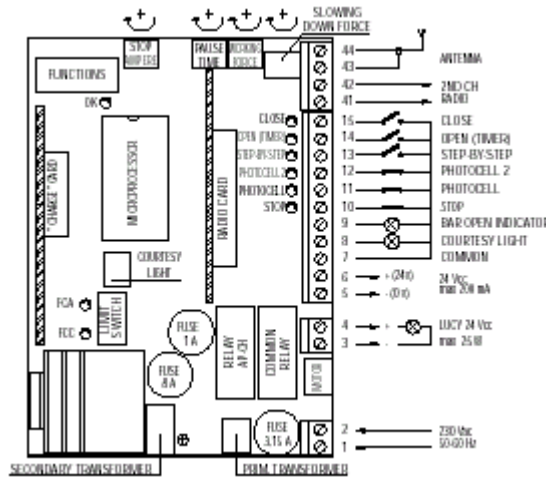 SLOWING
DOWN FORCE
STOP
AMPERE
PAUSE
TIME
WORKING
FORCE
FUNCTIONS
OK
"CHARGE" CARD
MICROPROCESSOR
RADIO CARD
CLOSE
OPEN (TIMER)
STEP-BY-STEP
PHOTOCELL 2
PHOTOCELL
STOP
COURTESY
LIGHT
FCA
FCC
LIMIT
SWITCH
FUSE
1 A
FUSE
8 A
RELAY
AP-CH
COMMON
RELAY
MOTOR
FUSE
3.15 A
SECONDARY TRANSFORMER
PRIM. TRANSFORMER
44
43
ANTENNA
42 2ND CH
41 RADIO
15 CLOSE
14 OPEN (TIMER)
13 STEP-BY-STEP
12 PHOTOCELL 2
11 PHOTOCELL
10 STOP
9 BAR OPEN INDICATOR
8 COURTESY LIGHT
7 COMMON
6 + (24v) 24 Vcc
5 - (0v) max 200 mA
4 + LUCY 24 Vcc
3 - max 25W
2 230 Vac
1 50-60 Hz